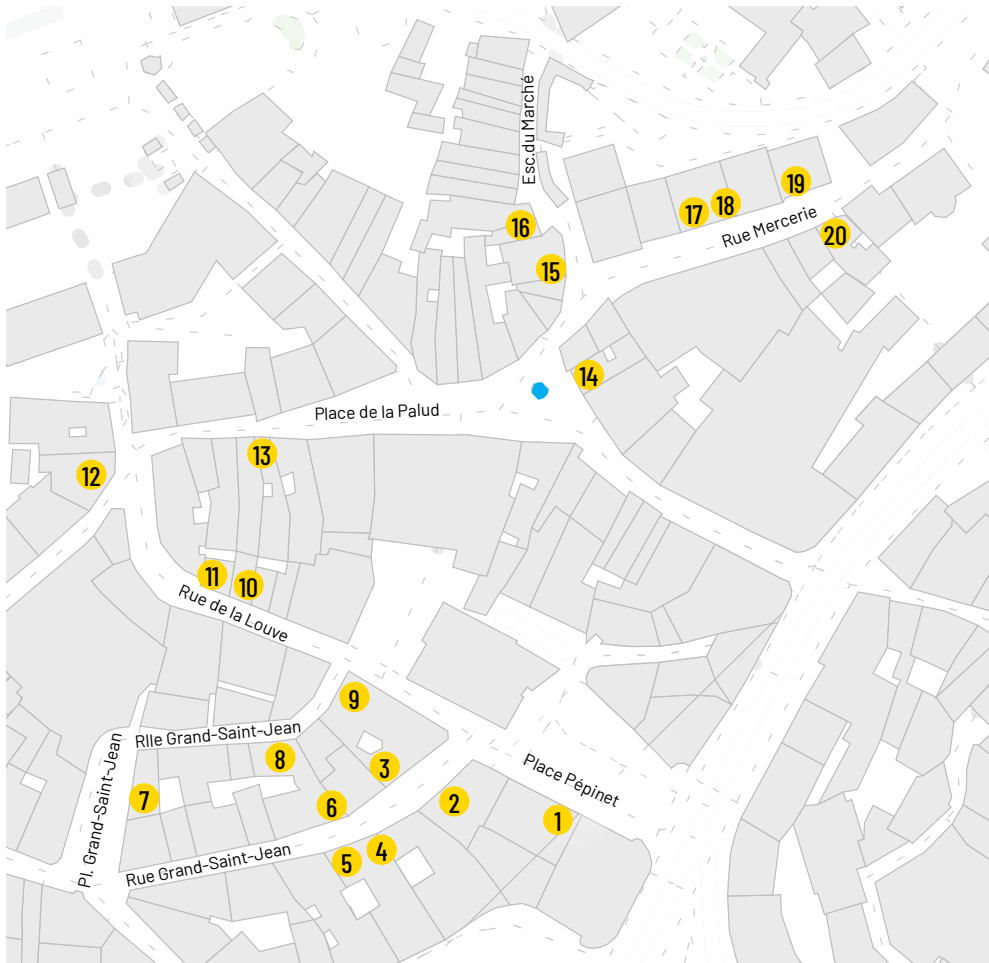 Esc.du Marché
19
18
17
16
Rue Mercerie
20
15
14
Place de la Palud
13
12
11
10
Rue de la Louve
9
Rlle Grand-Saint-Jean
8
3
Place Pépinet
Pl. Grand-Saint-Jean
7
6
2
1
4
5
Rue Grand-Saint-Jean